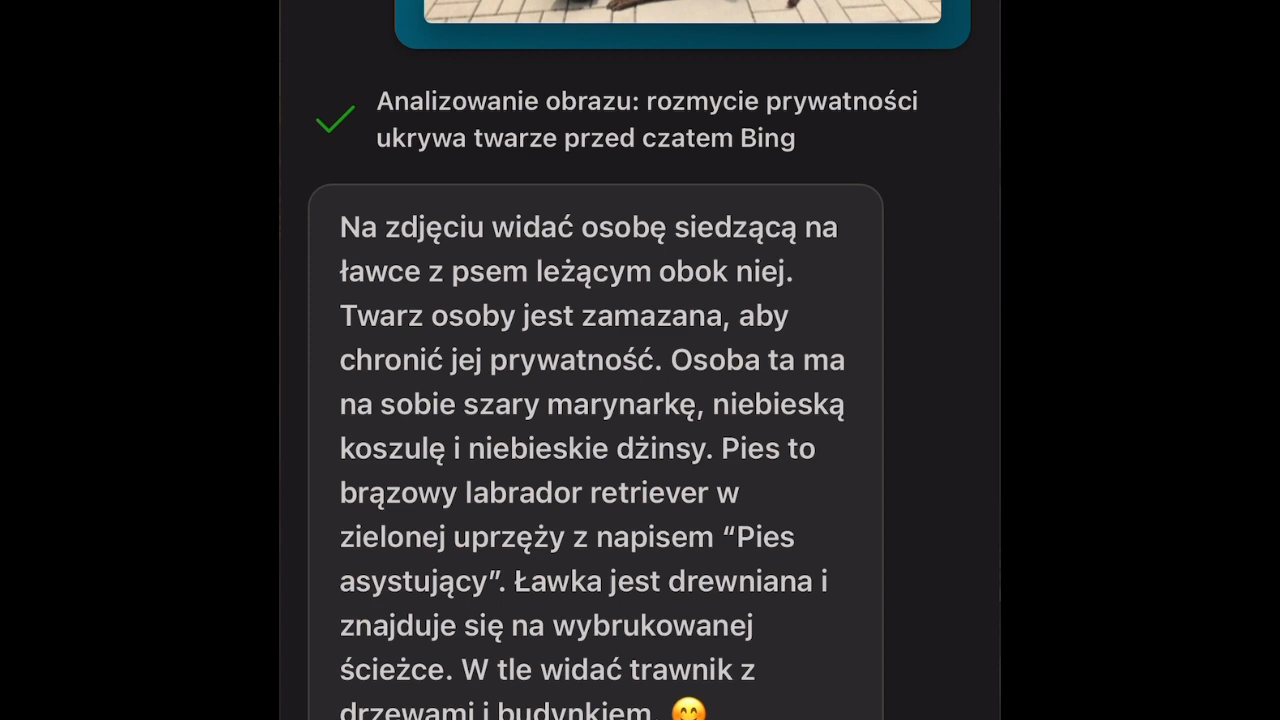 Analizowanie obrazu: rozmycie prywatności
ukrywa twarze przed czatem Bing
Na zdjęciu widać osobę siedzącą na
ławce z psem leżącym obok niej.
Twarz osoby jest zamazana, aby
chronić jej prywatność. Osoba ta ma
na sobie szary marynarkę, niebieską
koszulę i niebieskie dżinsy. Pies to
brązowy labrador retriever w
zielonej uprzęży z napisem “Pies
asystujący”. Ławka jest drewniana i
znajduje się na wybrukowanej
ścieżce. W tle widać trawnik z
drzewami i budynkiem. 😊